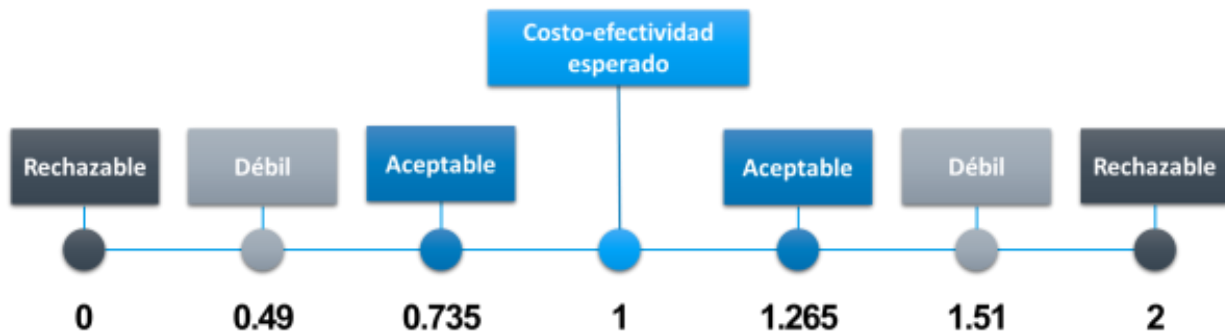 Costo-efectividad
esperado
Rechazable
Débil
Aceptable
Aceptable
Débil
Rechazable
0
0.49
0.735
1
1.265
1.51
2